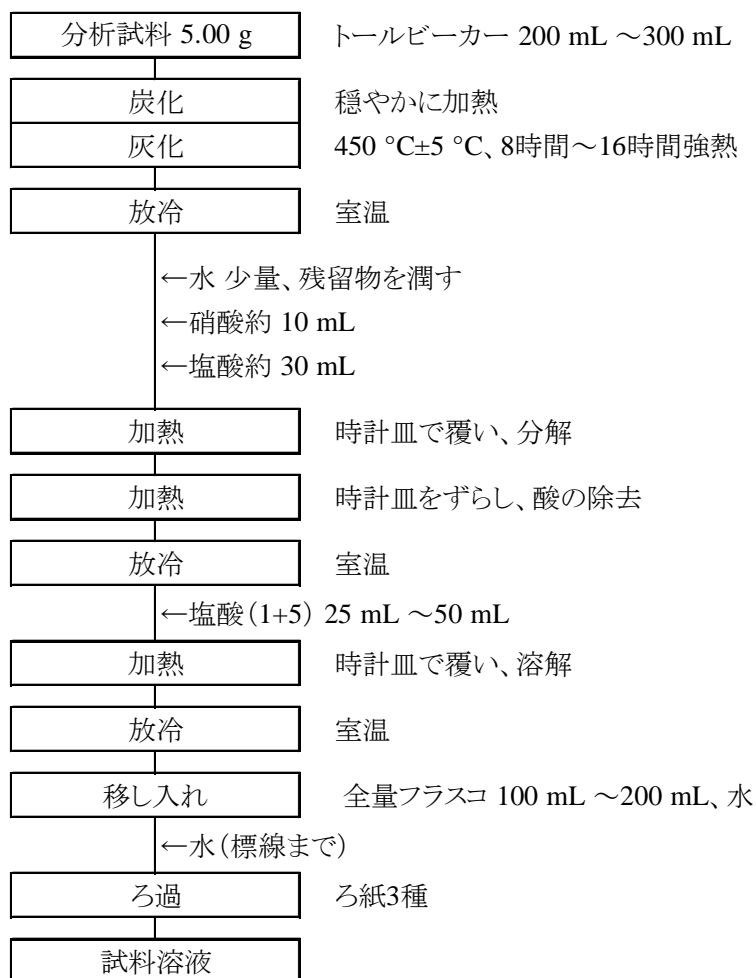 分析試料 5.00 g トールビーカー 200 mL ~300 mL
炭化 穏やかに加熱
灰化 450 °C±5 °C、8時間~16時間強熱
放冷 室温
←水 少量、残留物を潤す
←硝酸約 10 mL
←塩酸約 30 mL
加熱 時計皿で覆い、分解
加熱 時計皿をずらし、酸の除去
放冷 室温
←塩酸(1+5) 25 mL ~50 mL
加熱 時計皿で覆い、溶解
放冷 室温
移し入れ 全量フラスコ 100 mL ~200 mL、水
←水(標線まで)
ろ過 ろ紙3種
試料溶液